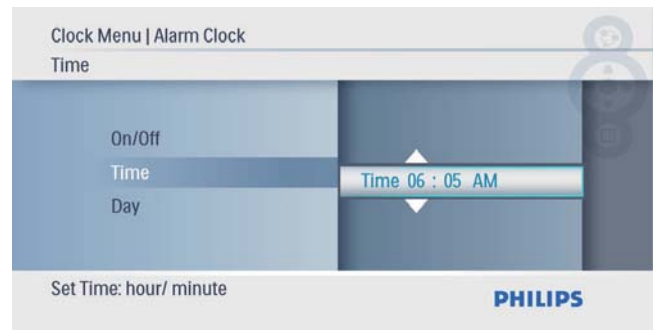 Clock Menu | Alarm Clock
Time
On/Off
Time
Time 06 : 05 AM
Day
Set Time: hour/ minute
PHILIPS